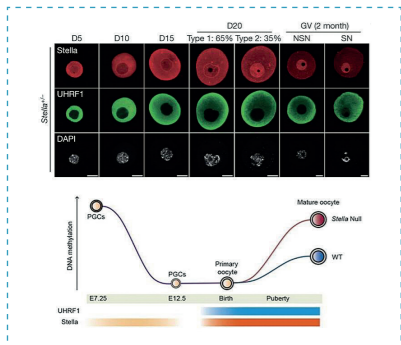 D20 GV (2 month)
D5 D10 D15 Type 1: 65% Type 2: 35% NSN SN
Stella
UHRF1
DAPI
Stella+/−
DNA methylation
PGCs
PGCs
Primary oocyte
Mature oocyte
Stella Null
WT
E7.25 E12.5 Birth Puberty
UHRF1
Stella